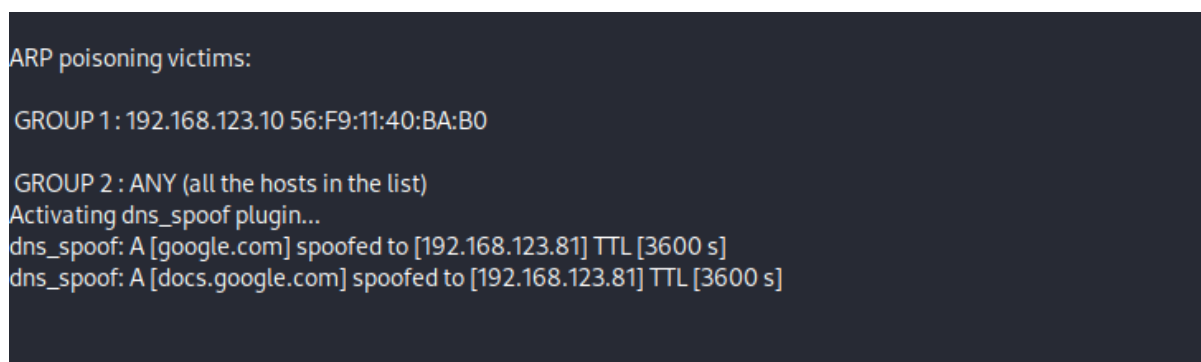 ARP poisoning victims:
GROUP 1 : 192.168.123.10 56:F9:11:40:BA:B0
GROUP 2 : ANY (all the hosts in the list)
Activating dns_spoof plugin...
dns_spoof: A [google.com] spoofed to [192.168.123.81] TTL [3600 s]
dns_spoof: A [docs.google.com] spoofed to [192.168.123.81] TTL [3600 s]